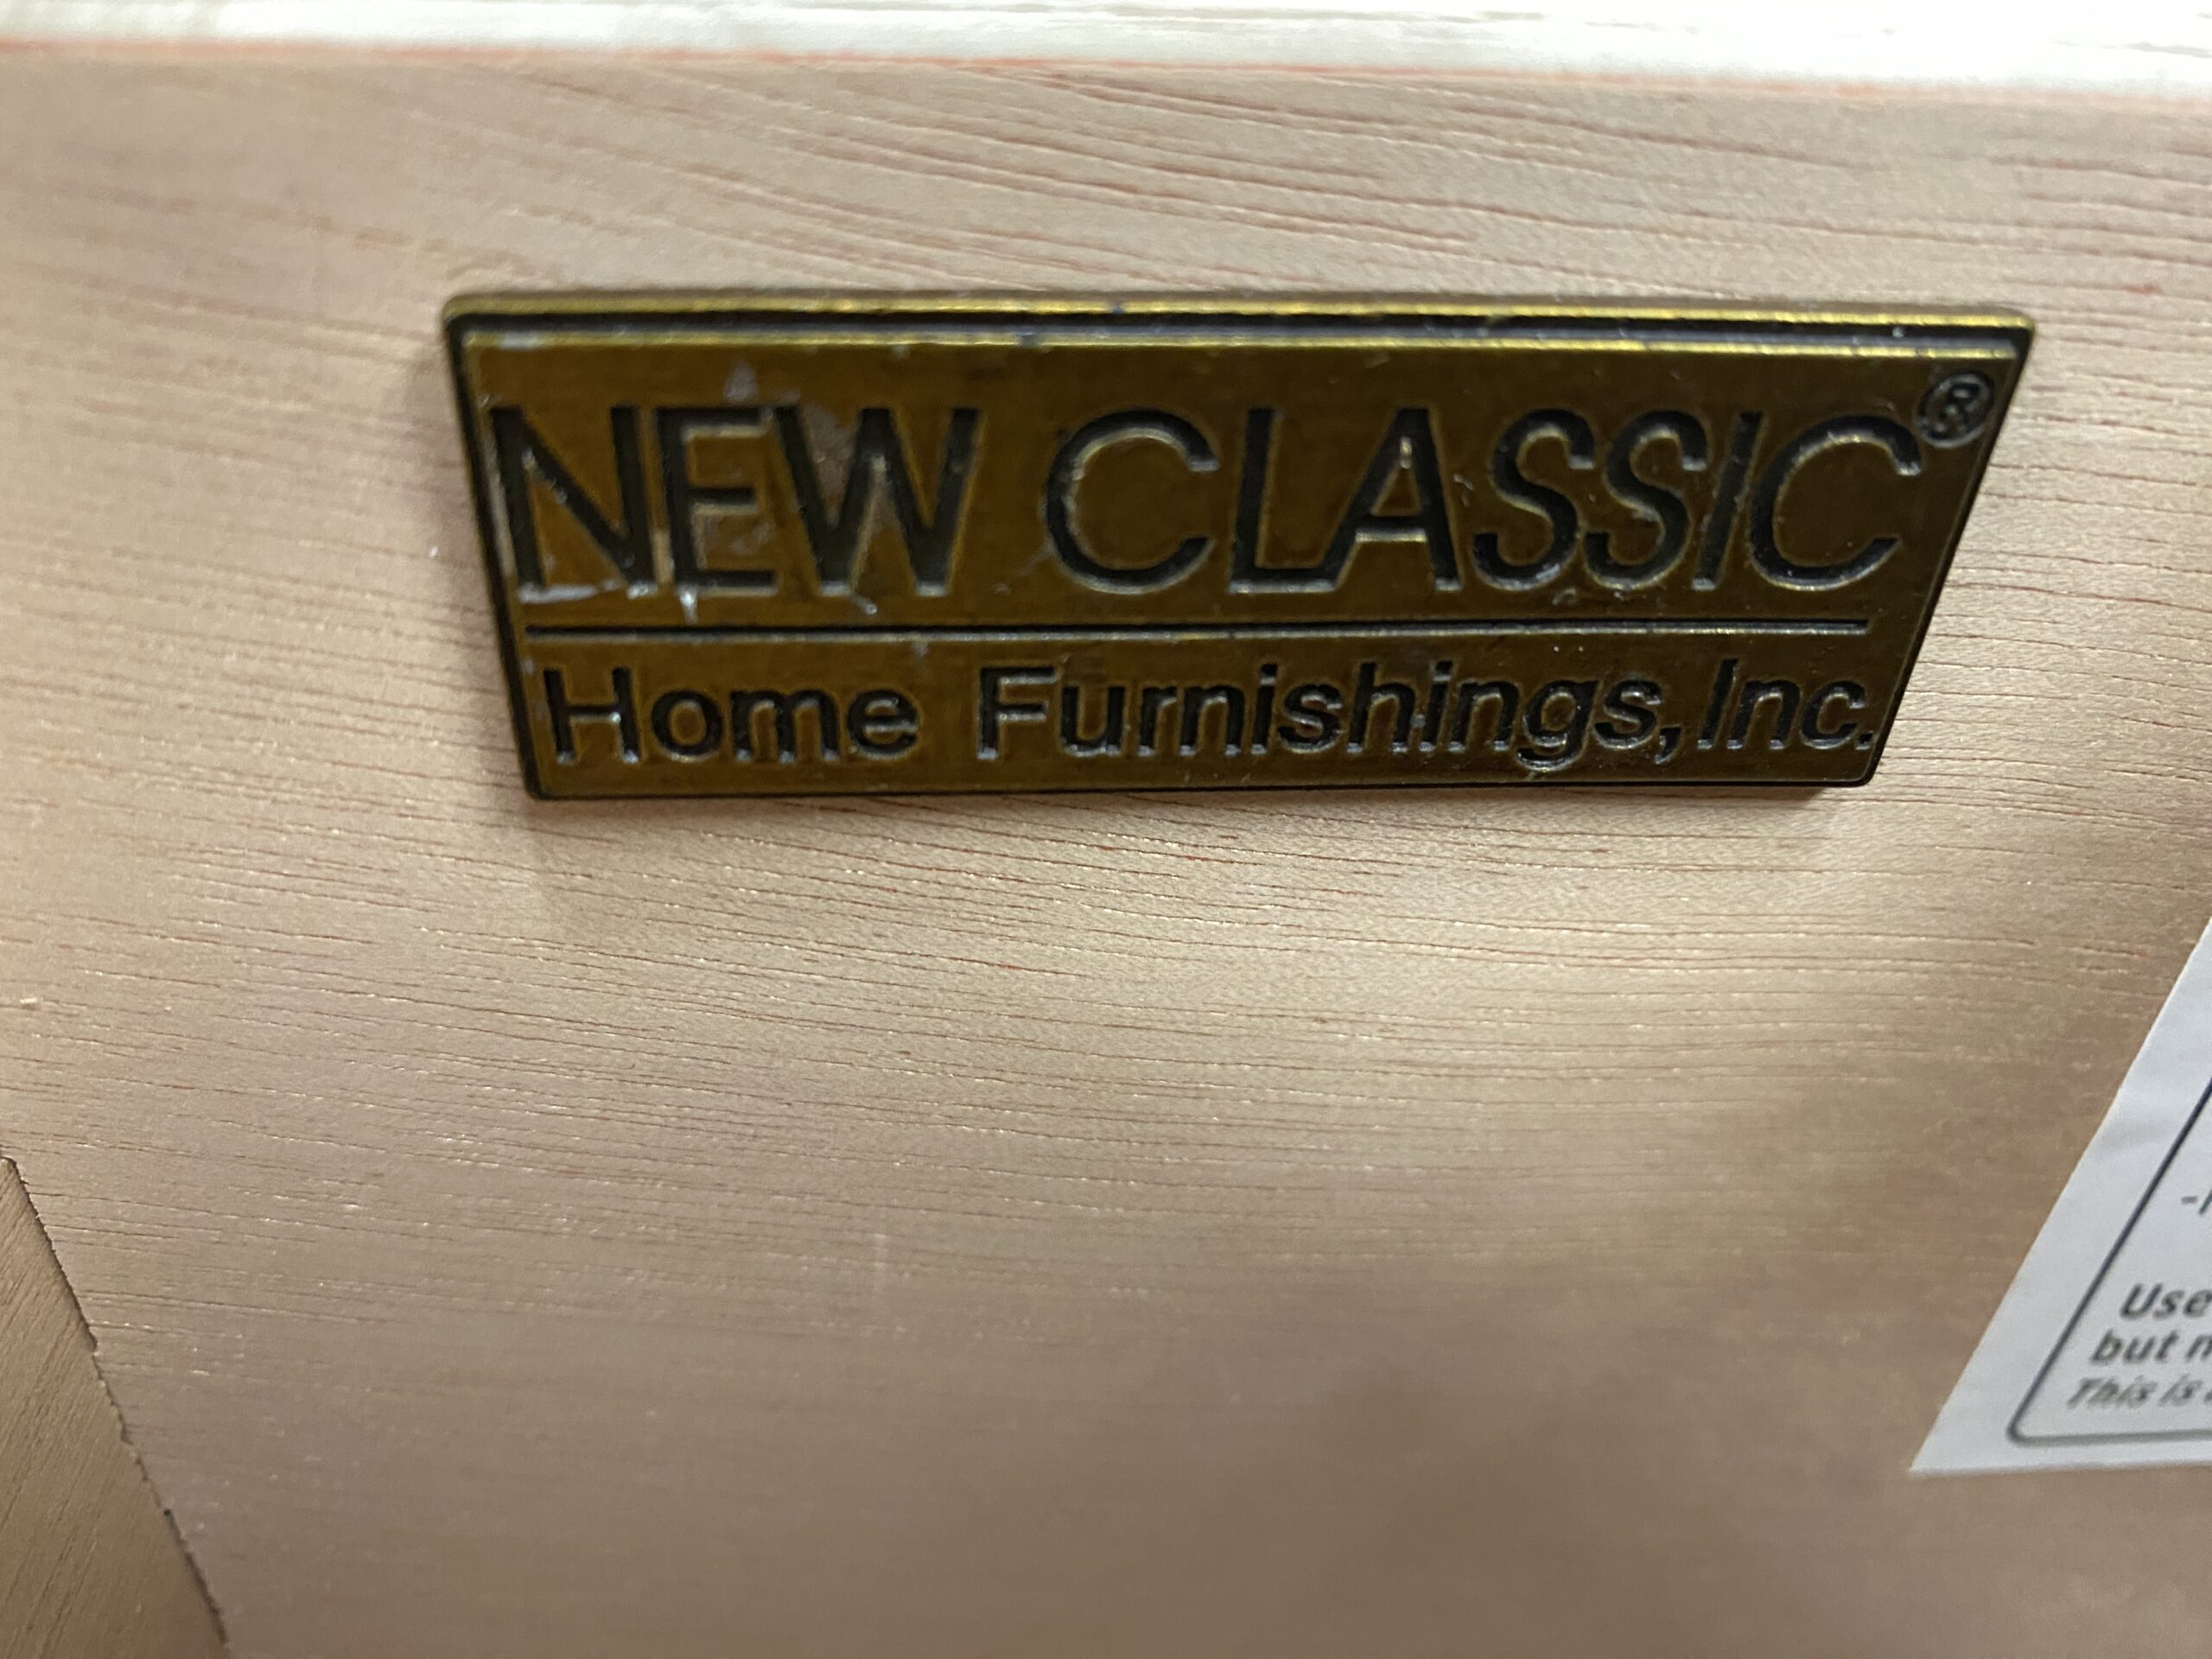 NEW CLASSIC®
Home Furnishings, Inc.
Use
but
This is